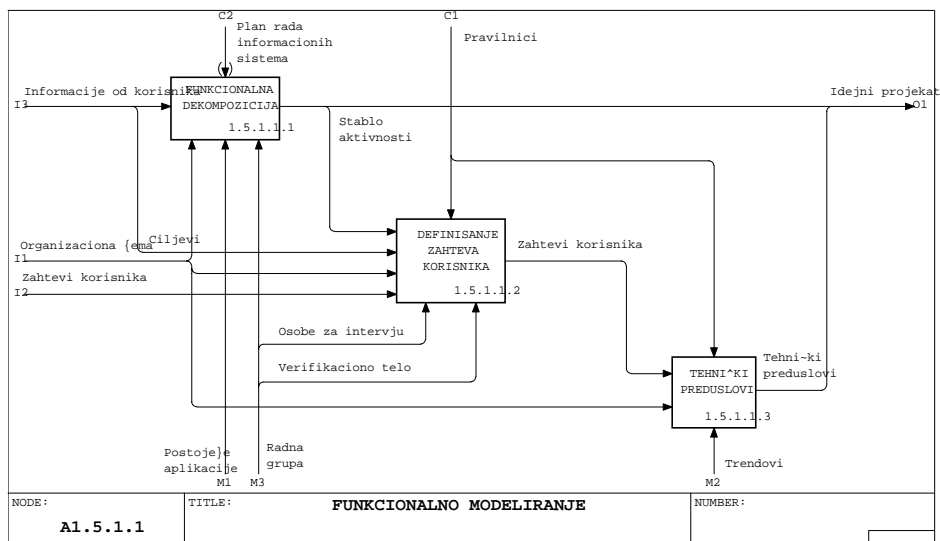 C2
C1
Plan rada
informacionih
sistema
Pravilnici
Informacije od korisnika
I3
FUNKCIONALNA
DEKOMPOZICIJA
1.5.1.1.1
Idejni projekat
O1
Stablo
aktivnosti
Organizaciona {ema
Ciljevi
I1
Zahtevi korisnika
I2
DEFINISANJE
ZAHTEVA
KORISNIKA
1.5.1.1.2
Zahtevi korisnika
Osobe za intervju
Verifikaciono telo
TEHNI^KI
PREDUSLOVI
1.5.1.1.3
Tehni~ki
preduslovi
Postoje}e
aplikacije
M1
Radna
grupa
M3
Trendovi
M2
NODE:
A1.5.1.1
TITLE:
FUNKCIONALNO MODELIRANJE
NUMBER: